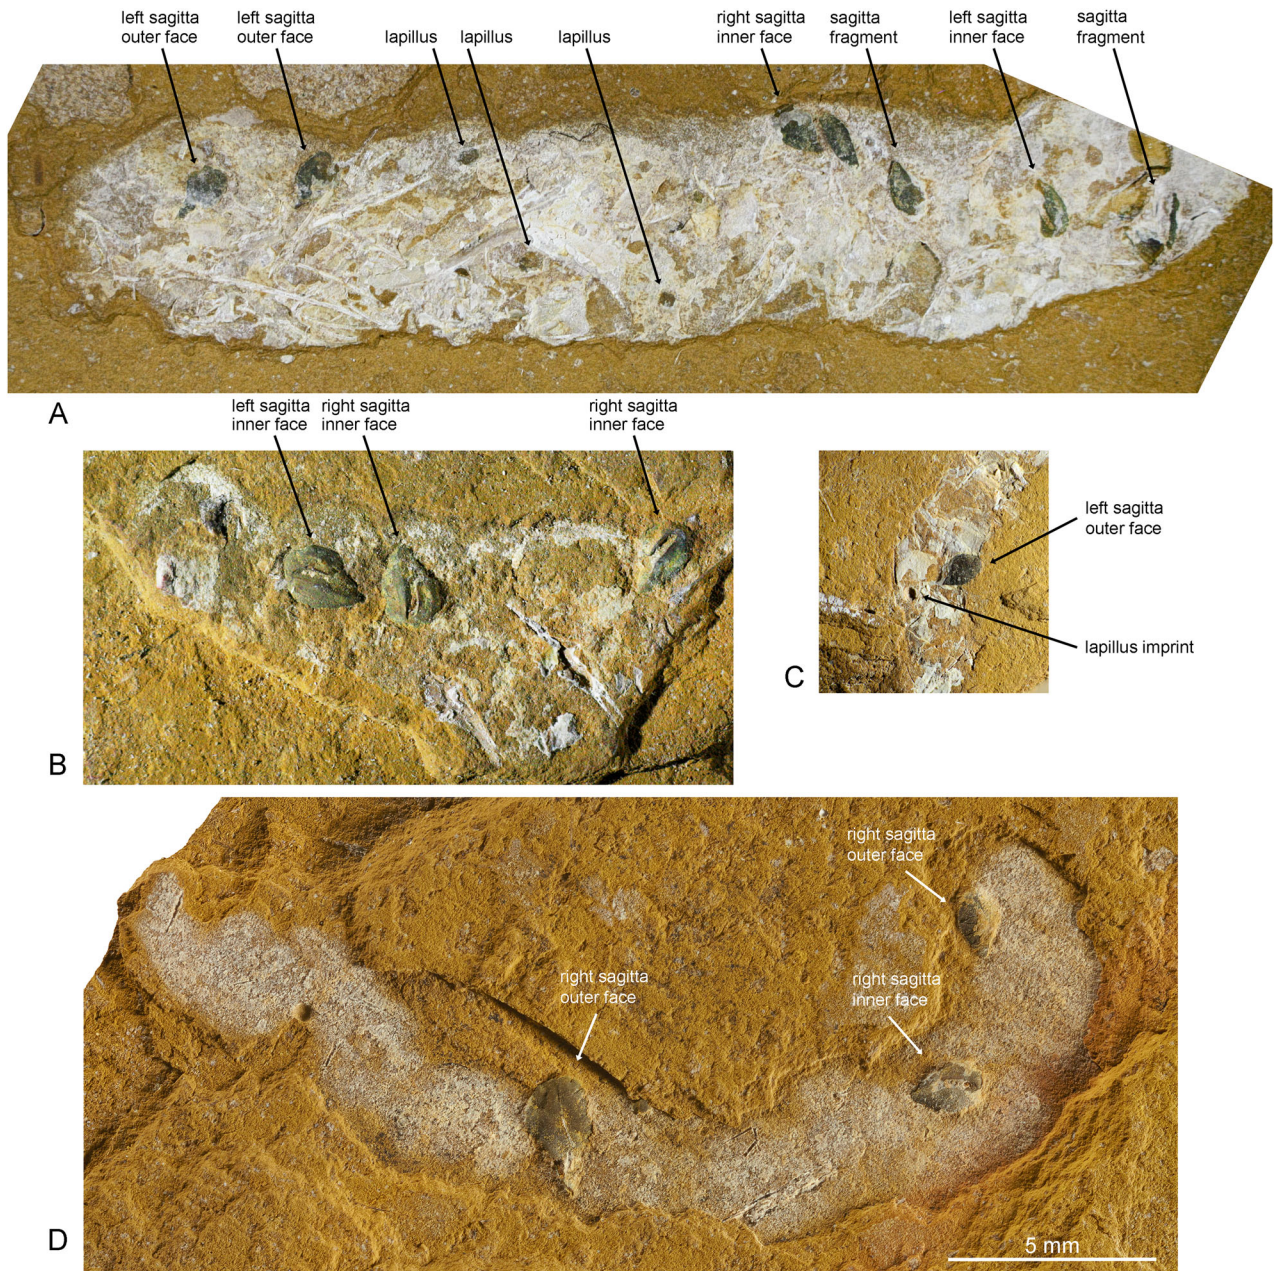 left sagitta
outer face
left sagitta
outer face
lapillus
lapillus
lapillus
right sagitta
inner face
sagitta
fragment
left sagitta
inner face
sagitta
fragment
A
left sagitta
inner face
right sagitta
inner face
right sagitta
inner face
B
left sagitta
outer face
lapillus imprint
C
right sagitta
outer face
right sagitta
outer face
right sagitta
inner face
D
5 mm